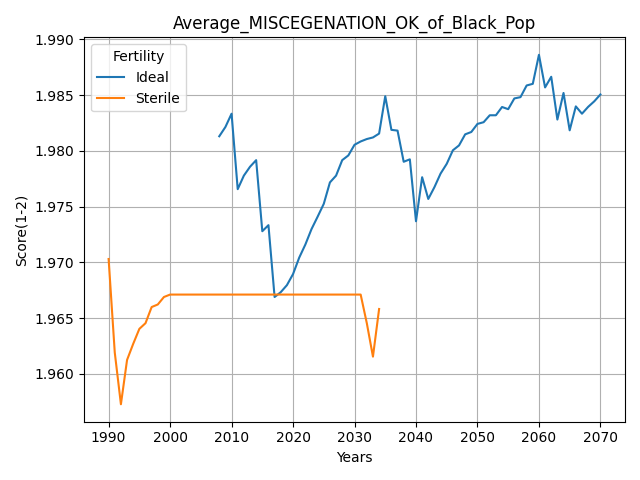 Average_MISCEGENATION_OK_of_Black_Pop
Fertility
Ideal
Sterile
Score(1-2)
1.990
1.985
1.980
1.975
1.970
1.965
1.960
1990 2000 2010 2020 2030 2040 2050 2060 2070
Years